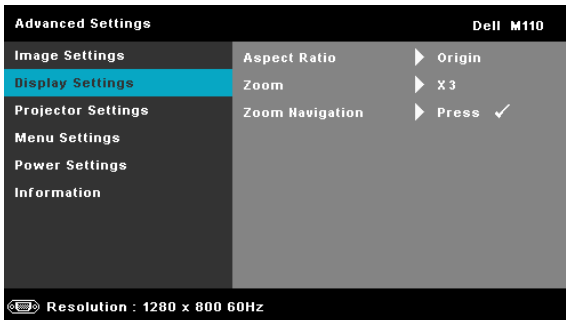 Advanced Settings Dell M110
Image Settings
Display Settings
Projector Settings
Menu Settings
Power Settings
Information
Aspect Ratio Origin
Zoom X3
Zoom Navigation Press ✓
Resolution : 1280 x 800 60Hz